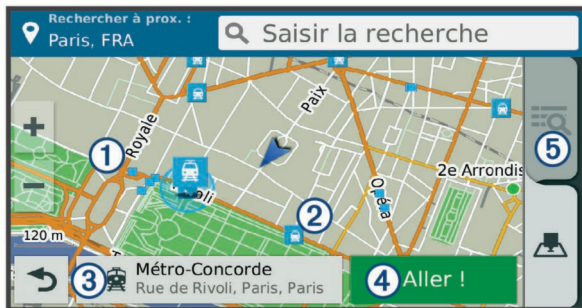 Rechercher à prox. :
Paris, FRA
Saisir la recherche
+
−
Royale
Paix
Opéra
2e Arrondis
120 m
1
2
3
4
5
Métro-Concorde
Rue de Rivoli, Paris, Paris
Aller !